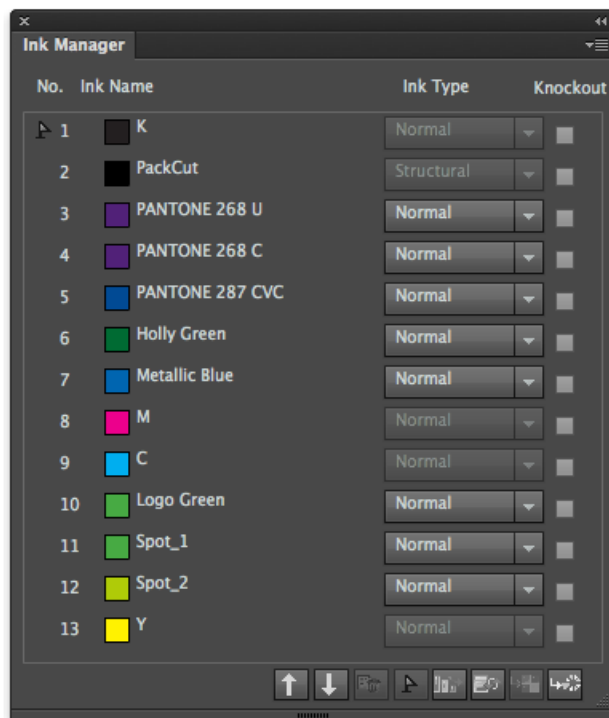 Ink Manager
No. Ink Name Ink Type Knockout
1 K Normal
2 PackCut Structural
3 PANTONE 268 U Normal
4 PANTONE 268 C Normal
5 PANTONE 287 CVC Normal
6 Holly Green Normal
7 Metallic Blue Normal
8 M Normal
9 C Normal
10 Logo Green Normal
11 Spot_1 Normal
12 Spot_2 Normal
13 Y Normal